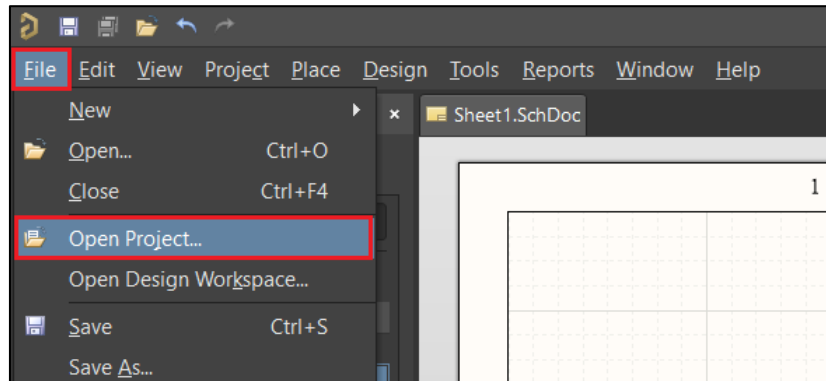 File Edit View Project Place Design Tools Reports Window Help
New
Sheet1.SchDoc
Open... Ctrl+O
Close Ctrl+F4
1
Open Project...
Open Design Workspace...
Save Ctrl+S
Save As...